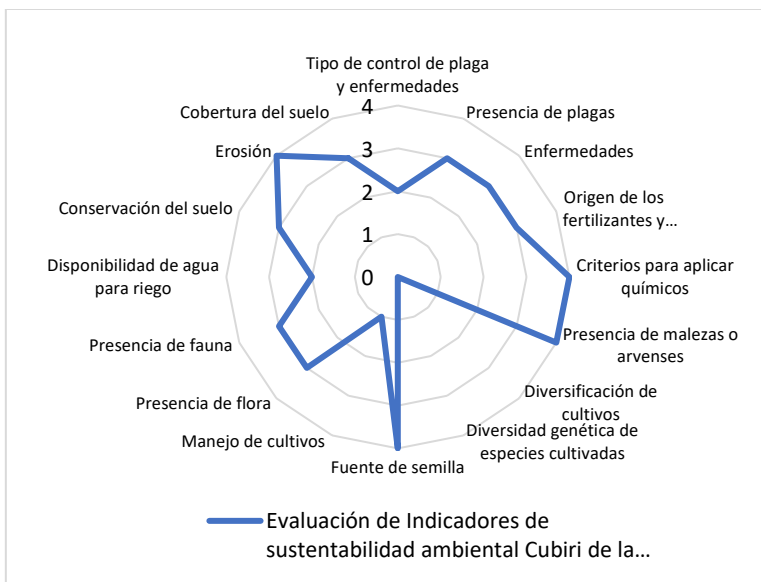 Tipo de control de plaga
y enfermedades
Presencia de plagas
Enfermedades
Origen de los
fertilizantes y...
Criterios para aplicar
químicos
Presencia de malezas o
arvenses
Diversificación de
cultivos
Diversidad genética de
especies cultivadas
Fuente de semilla
Manejo de cultivos
Presencia de flora
Presencia de fauna
Disponibilidad de agua
para riego
Conservación del suelo
Erosión
Cobertura del suelo
4
3
2
1
0
Evaluación de Indicadores de
sustentabilidad ambiental Cubiri de la...